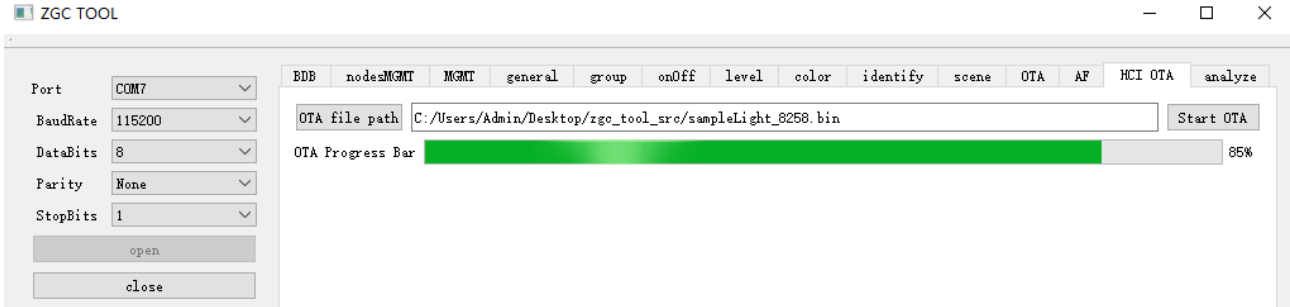 ZGC TOOL
BDB nodesMGMT MGMT general group onOff level color identify scene OTA AF HCI OTA analyze
Port COM7
BaudRate 115200
DataBits 8
Parity None
StopBits 1
open
close
OTA file path C:/Users/Admin/Desktop/zgc_tool_src/sampleLight_8258.bin Start OTA
OTA Progress Bar 85%